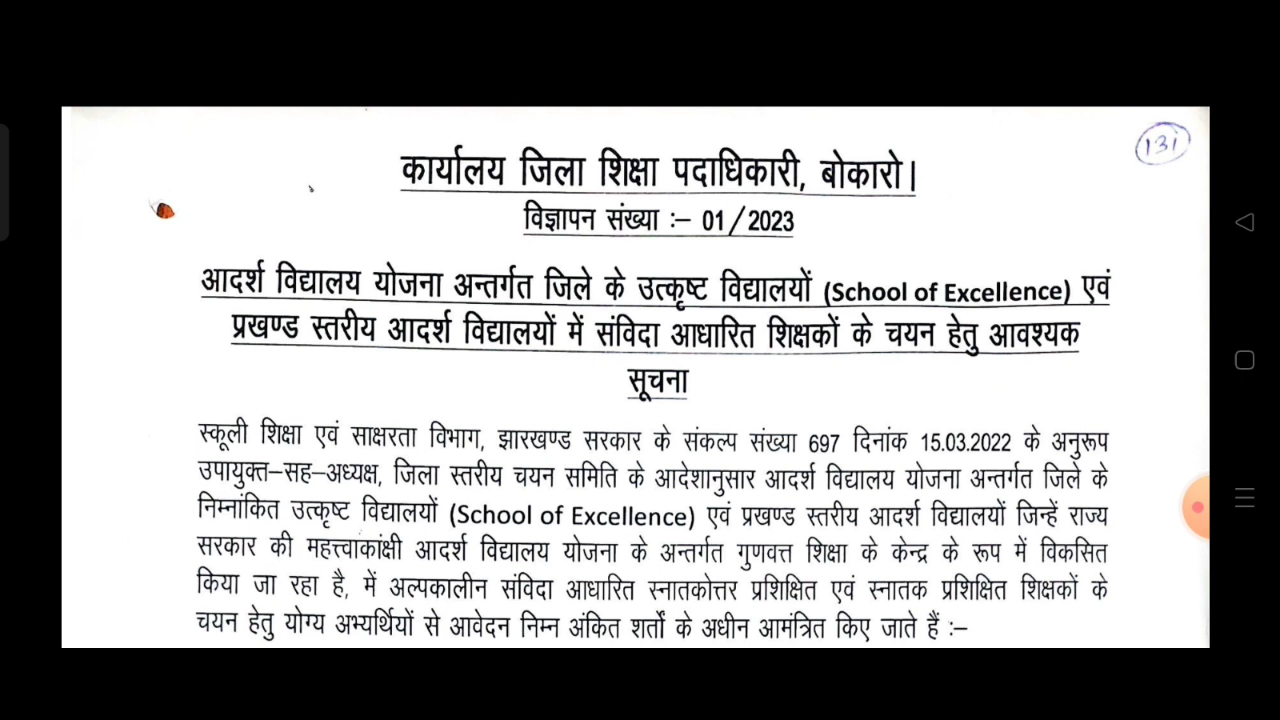 131
कार्यालय जिला शिक्षा पदाधिकारी, बोकारो।
विज्ञापन संख्या :– 01/2023
आदर्श विद्यालय योजना अन्तर्गत जिले के उत्कृष्ट विद्यालयों (School of Excellence) एवं
प्रखण्ड स्तरीय आदर्श विद्यालयों में संविदा आधारित शिक्षकों के चयन हेतु आवश्यक
सूचना
स्कूली शिक्षा एवं साक्षरता विभाग, झारखण्ड सरकार के संकल्प संख्या 697 दिनांक 15.03.2022 के अनुरूप
उपायुक्त–सह–अध्यक्ष, जिला स्तरीय चयन समिति के आदेशानुसार आदर्श विद्यालय योजना अन्तर्गत जिले के
निम्नांकित उत्कृष्ट विद्यालयों (School of Excellence) एवं प्रखण्ड स्तरीय आदर्श विद्यालयों जिन्हें राज्य
सरकार की महत्त्वाकांक्षी आदर्श विद्यालय योजना के अन्तर्गत गुणवत्त शिक्षा के केन्द्र के रूप में विकसित
किया जा रहा है, में अल्पकालीन संविदा आधारित स्नातकोत्तर प्रशिक्षित एवं स्नातक प्रशिक्षित शिक्षकों के
चयन हेतु योग्य अभ्यर्थियों से आवेदन निम्न अंकित शर्तों के अधीन आमंत्रित किए जाते हैं :–